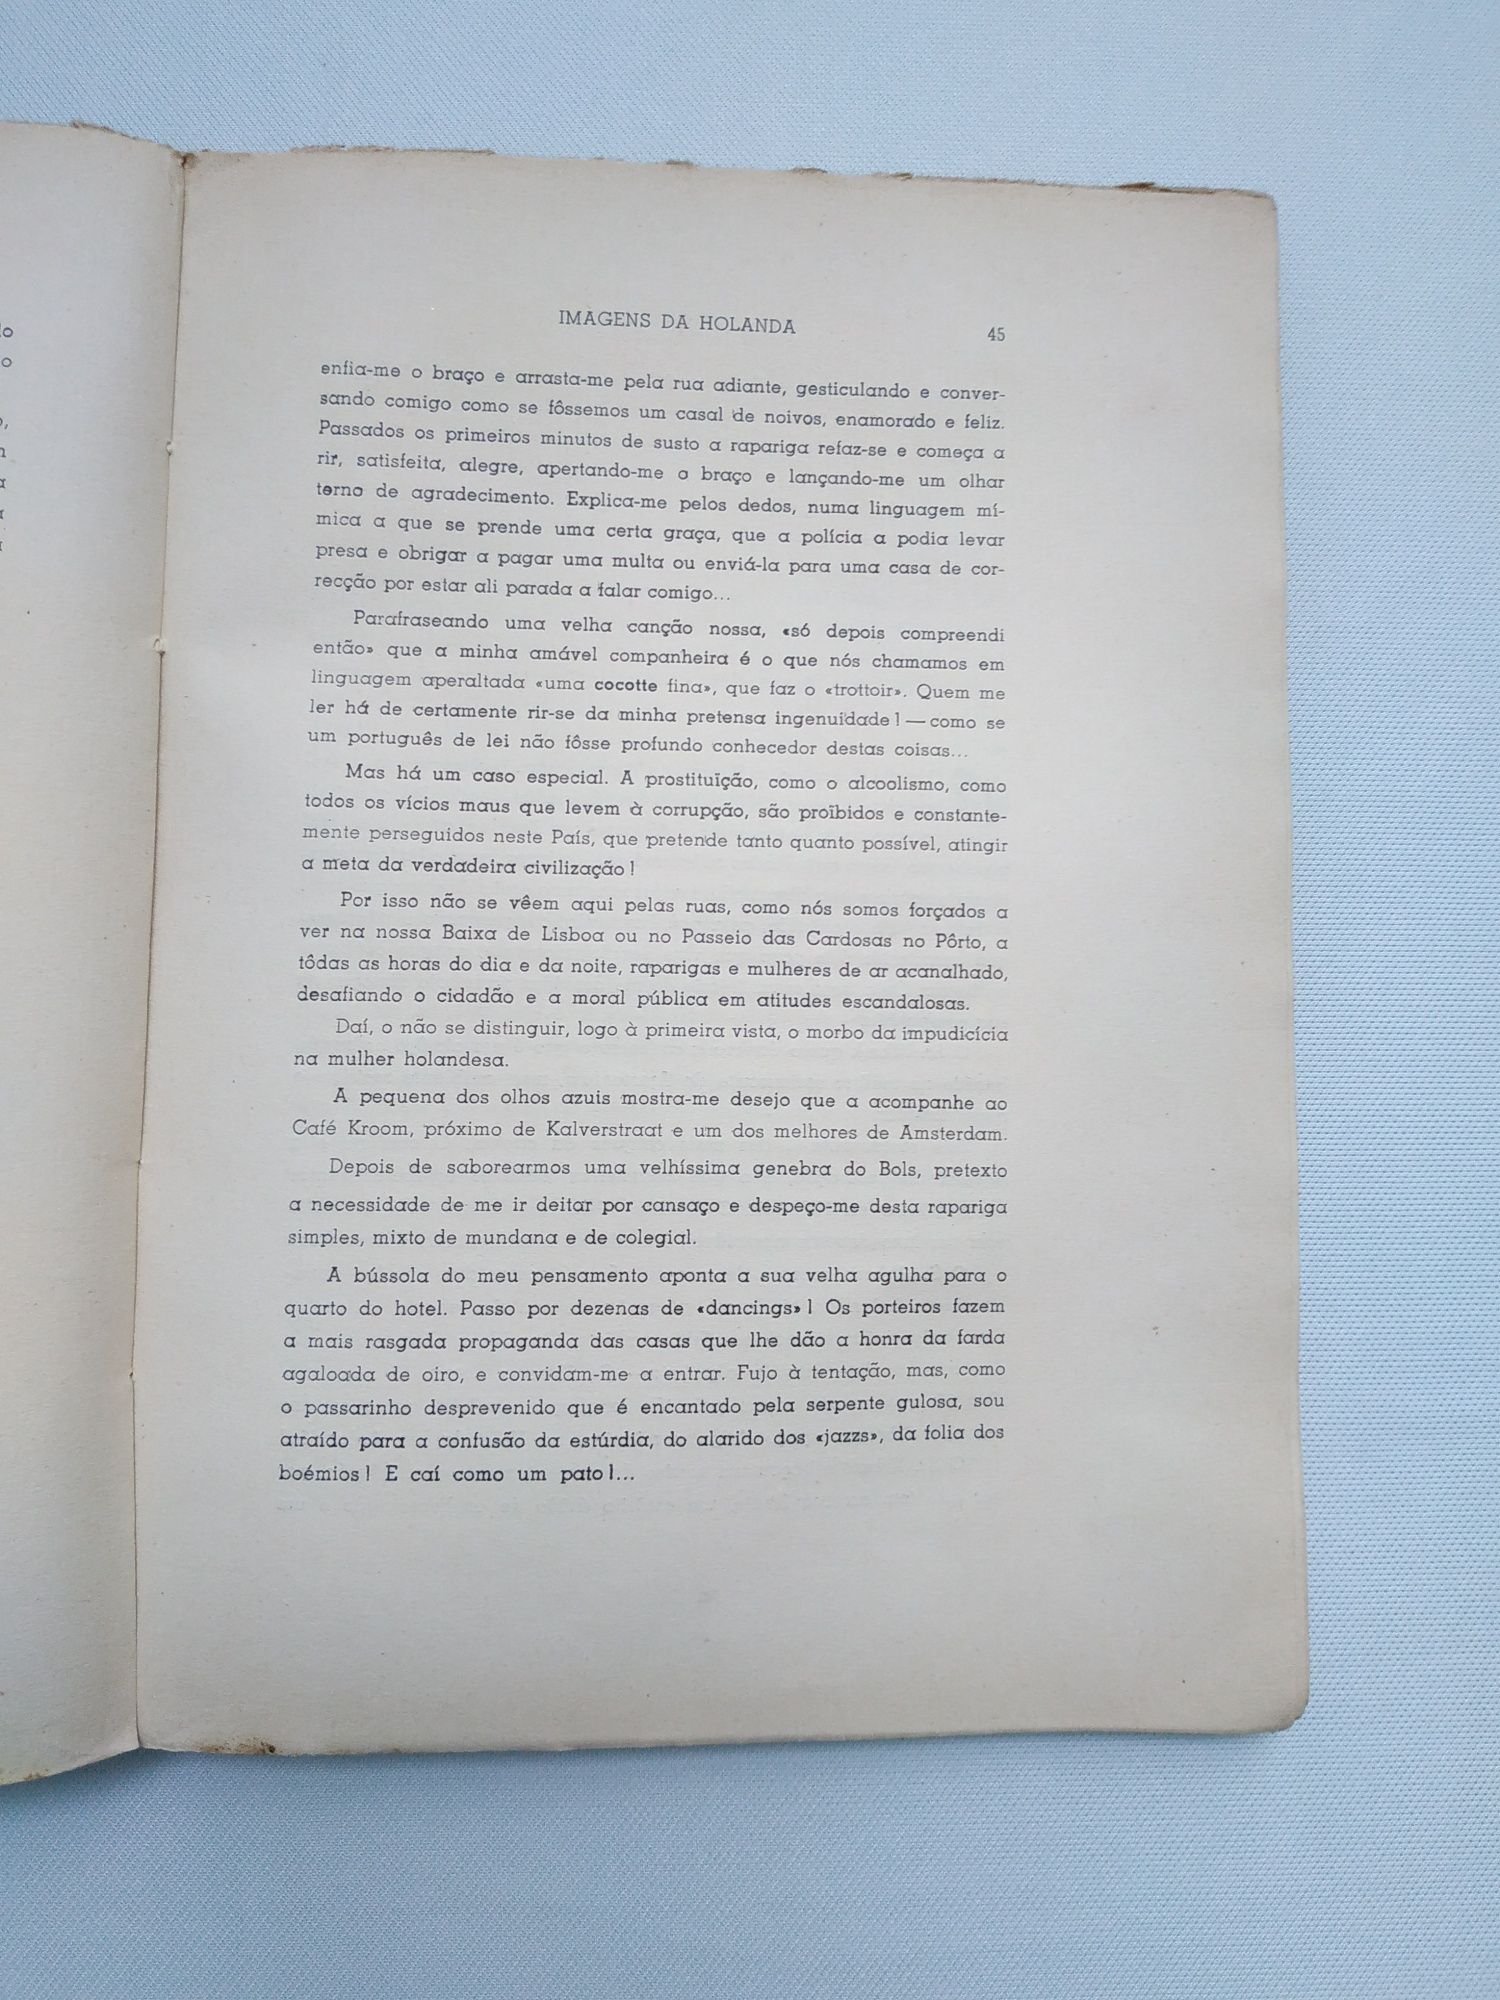 IMAGENS DA HOLANDA 45
enfia-me o braço e arrasta-me pela rua adiante, gesticulando e conver-
sando comigo como se fôssemos um casal de noivos, enamorado e feliz.
Passados os primeiros minutos de susto a rapariga refaz-se e começa a
rir, satisfeita, alegre, apertando-me o braço e lançando-me um olhar
terno de agradecimento. Explica-me pelos dedos, numa linguagem mí-
mica a que se prende uma certa graça, que a polícia a podia levar
presa e obrigar a pagar uma multa ou enviá-la para uma casa de cor-
recção por estar ali parada a falar comigo...
Parafraseando uma velha canção nossa, «só depois compreendi
então» que a minha amável companheira é o que nós chamamos em
linguagem aperaltada «uma cocotte fina», que faz o «trottoir». Quem me
ler há de certamente rir-se da minha pretensa ingenuidade! — como se
um português de lei não fôsse profundo conhecedor destas coisas...
Mas há um caso especial. A prostituïção, como o alcoolismo, como
todos os vícios maus que levem à corrupção, são proïbidos e constante-
mente perseguidos neste País, que pretende tanto quanto possível, atingir
a meta da verdadeira civilização!
Por isso não se vêem aqui pelas ruas, como nós somos forçados a
ver na nossa Baixa de Lisboa ou no Passeio das Cardosas no Pôrto, a
tôdas as horas do dia e da noite, raparigas e mulheres de ar acanalhado,
desafiando o cidadão e a moral pública em atitudes escandalosas.
Daí, o não se distinguir, logo à primeira vista, o morbo da impudicícia
na mulher holandesa.
A pequena dos olhos azuis mostra-me desejo que a acompanhe ao
Café Kroom, próximo de Kalverstraat e um dos melhores de Amsterdam.
Depois de saborearmos uma velhíssima genebra do Bols, pretexto
a necessidade de me ir deitar por cansaço e despeço-me desta rapariga
simples, mixto de mundana e de colegial.
A bússola do meu pensamento aponta a sua velha agulha para o
quarto do hotel. Passo por dezenas de «dancings»! Os porteiros fazem
a mais rasgada propaganda das casas que lhe dão a honra da farda
agaloada de oiro, e convidam-me a entrar. Fujo à tentação, mas, como
o passarinho desprevenido que é encantado pela serpente gulosa, sou
atraído para a confusão da estúrdia, do alarido dos «jazzs», da folia dos
boémios! E caí como um pato!...